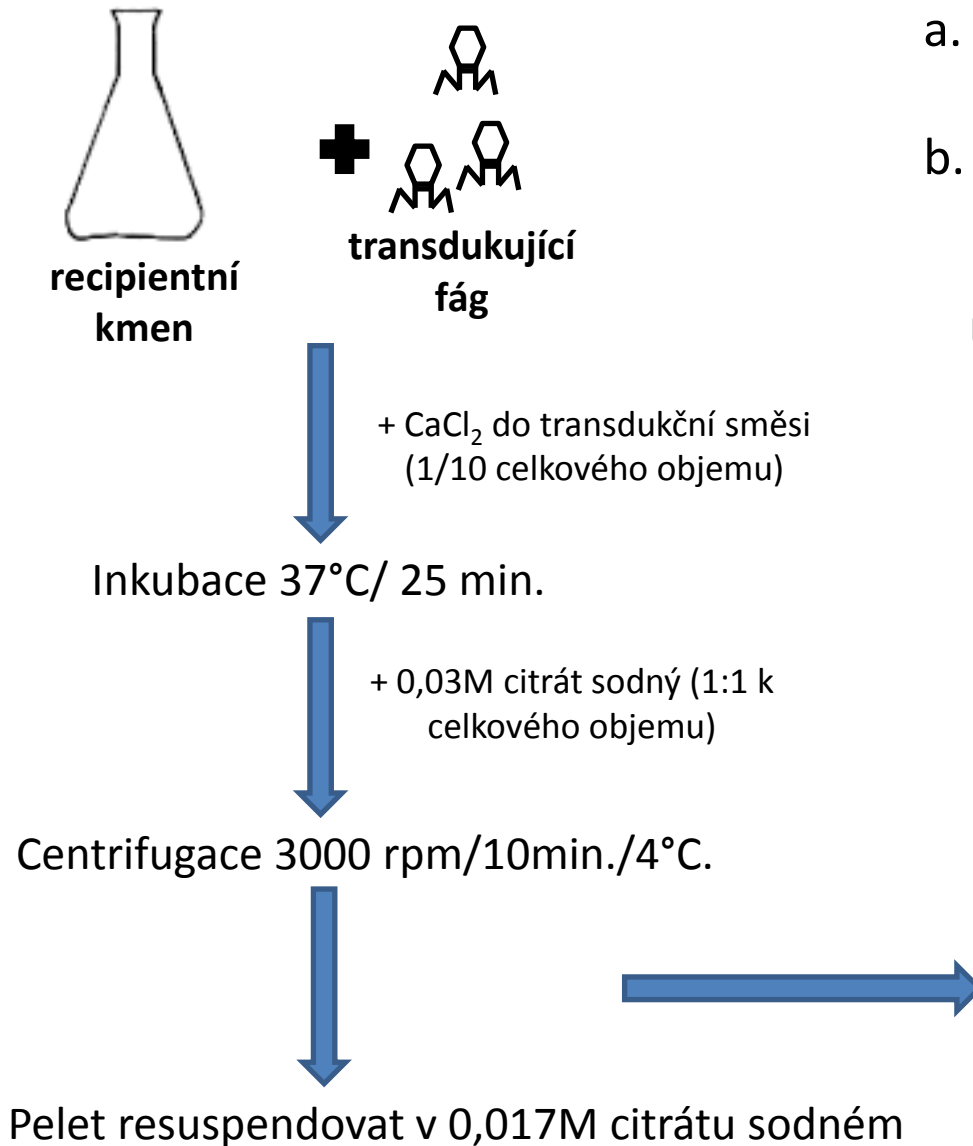 a.
b.
recipientní
kmen
transdukující
fág
+ CaCl₂ do transdukční směsi
(1/10 celkového objemu)
Inkubace 37°C/ 25 min.
+ 0,03M citrát sodný (1:1 k
celkového objemu)
Centrifugace 3000 rpm/10min./4°C.
Pelet resuspendovat v 0,017M citrátu sodném